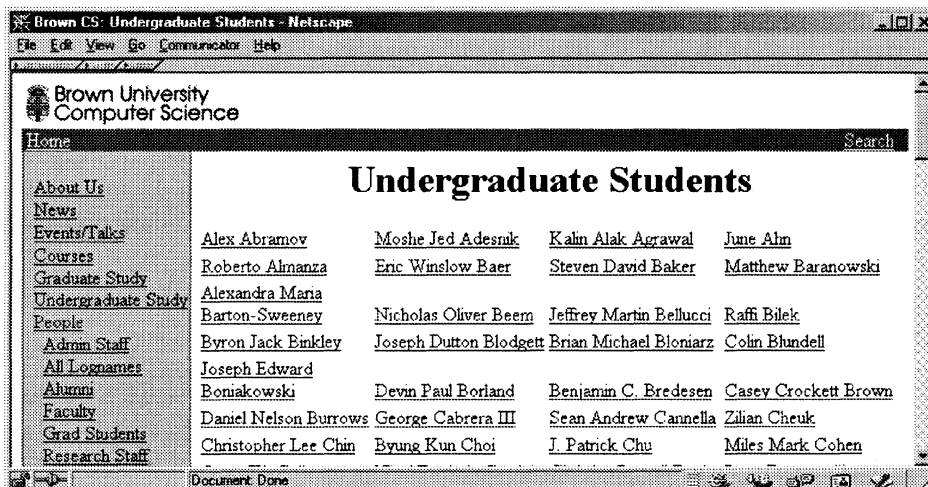 Brown CS: Undergraduate Students - Netscape
File Edit View Go Communicator Help
Brown University
Computer Science
Home Search
Undergraduate Students
About Us
News
Events/Talks
Courses
Graduate Study
Undergraduate Study
People
Admin Staff
All Lognames
Alumni
Faculty
Grad Students
Research Staff
Alex Abramov Moshe Jed Adesnik Kalin Alak Agrawal June Ahn
Roberto Almanza Eric Winslow Baer Steven David Baker Matthew Baranowski
Alexandra Maria
Barton-Sweeney Nicholas Oliver Beem Jeffrey Martin Bellucci Raffi Bilek
Byron Jack Binkley Joseph Dutton Blodgett Brian Michael Bloniarz Colin Blundell
Joseph Edward
Boniakowski Devin Paul Borland Benjamin C. Bredesen Casey Crockett Brown
Daniel Nelson Burrows George Cabrera III Sean Andrew Cannella Zilian Cheuk
Christopher Lee Chin Byung Kun Choi J. Patrick Chu Miles Mark Cohen
Document: Done